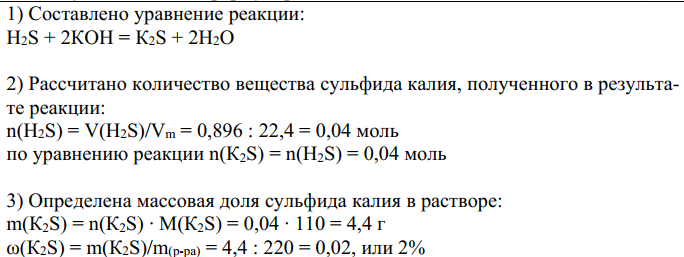 1) Составлено уравнение реакции:
H₂S + 2KOH = K₂S + 2H₂O
2) Рассчитано количество вещества сульфида калия, полученного в результа-
те реакции:
n(H₂S) = V(H₂S)/Vₘ = 0,896 : 22,4 = 0,04 моль
по уравнению реакции n(K₂S) = n(H₂S) = 0,04 моль
3) Определена массовая доля сульфида калия в растворе:
m(K₂S) = n(K₂S) · M(K₂S) = 0,04 · 110 = 4,4 г
ω(K₂S) = m(K₂S)/m(р-ра) = 4,4 : 220 = 0,02, или 2%